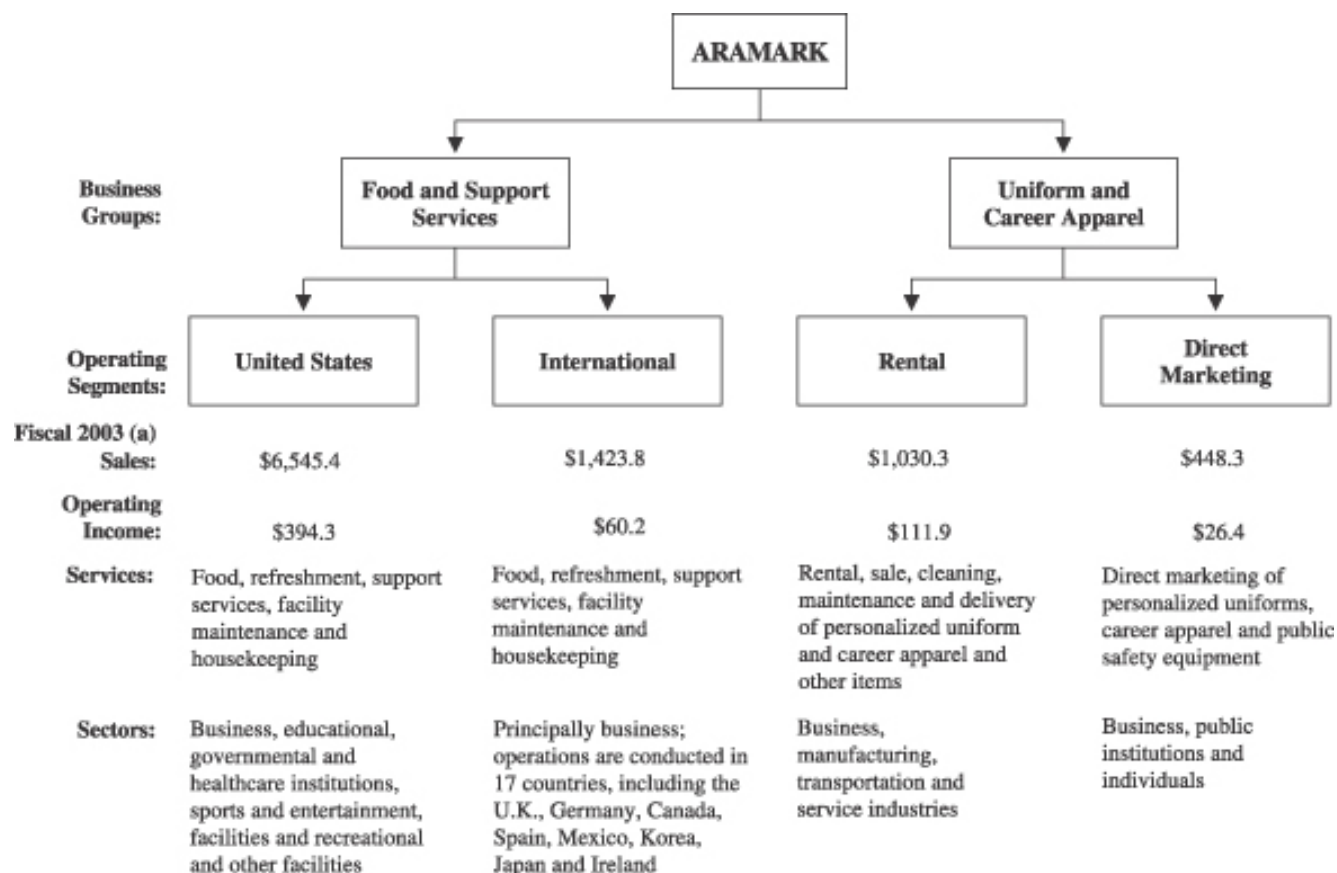 ARAMARK
Business
Groups:
Food and Support
Services
Uniform and
Career Apparel
Operating
Segments:
United States
International
Rental
Direct
Marketing
Fiscal 2003 (a)
Sales:
$6,545.4
$1,423.8
$1,030.3
$448.3
Operating
Income:
$394.3
$60.2
$111.9
$26.4
Services:
Food, refreshment, support
services, facility
maintenance and
housekeeping
Food, refreshment, support
services, facility
maintenance and
housekeeping
Rental, sale, cleaning,
maintenance and delivery
of personalized uniform
and career apparel and
other items
Direct marketing of
personalized uniforms,
career apparel and public
safety equipment
Sectors:
Business, educational,
governmental and
healthcare institutions,
sports and entertainment,
facilities and recreational
and other facilities
Principally business;
operations are conducted in
17 countries, including the
U.K., Germany, Canada,
Spain, Mexico, Korea,
Japan and Ireland
Business,
manufacturing,
transportation and
service industries
Business, public
institutions and
individuals